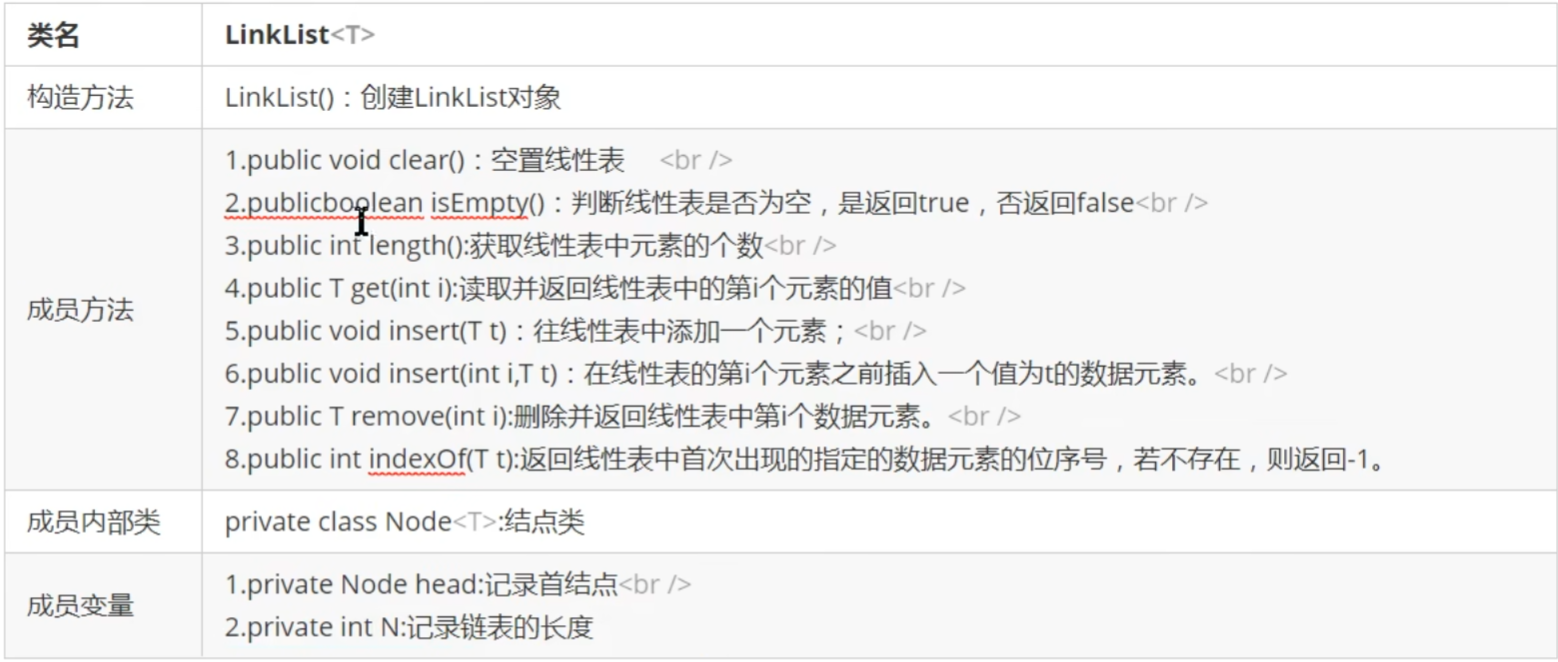 类名 LinkList<T>
构造方法 LinkList()：创建LinkList对象
成员方法
1.public void clear()：空置线性表 <br />
2.publicboolean isEmpty()：判断线性表是否为空，是返回true，否返回false<br />
3.public int length():获取线性表中元素的个数<br />
4.public T get(int i):读取并返回线性表中的第i个元素的值<br />
5.public void insert(T t)：往线性表中添加一个元素；<br />
6.public void insert(int i,T t)：在线性表的第i个元素之前插入一个值为t的数据元素。<br />
7.public T remove(int i):删除并返回线性表中第i个数据元素。<br />
8.public int indexOf(T t):返回线性表中首次出现的指定的数据元素的位序号，若不存在，则返回-1。
成员内部类 private class Node<T>:结点类
成员变量
1.private Node head:记录首结点<br />
2.private int N:记录链表的长度